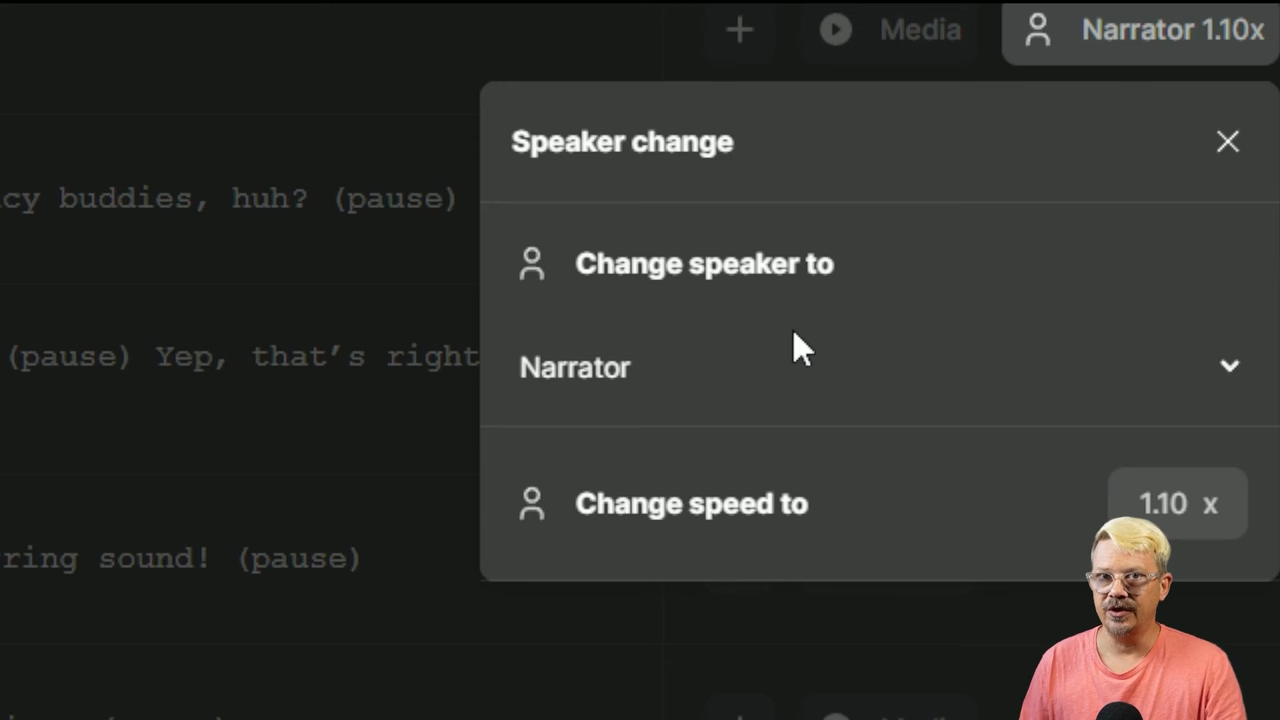 Media
Narrator 1.10x
Speaker change
cy buddies, huh? (pause)
Change speaker to
(pause) Yep, that’s right
Narrator
Change speed to
1.10 x
rring sound! (pause)